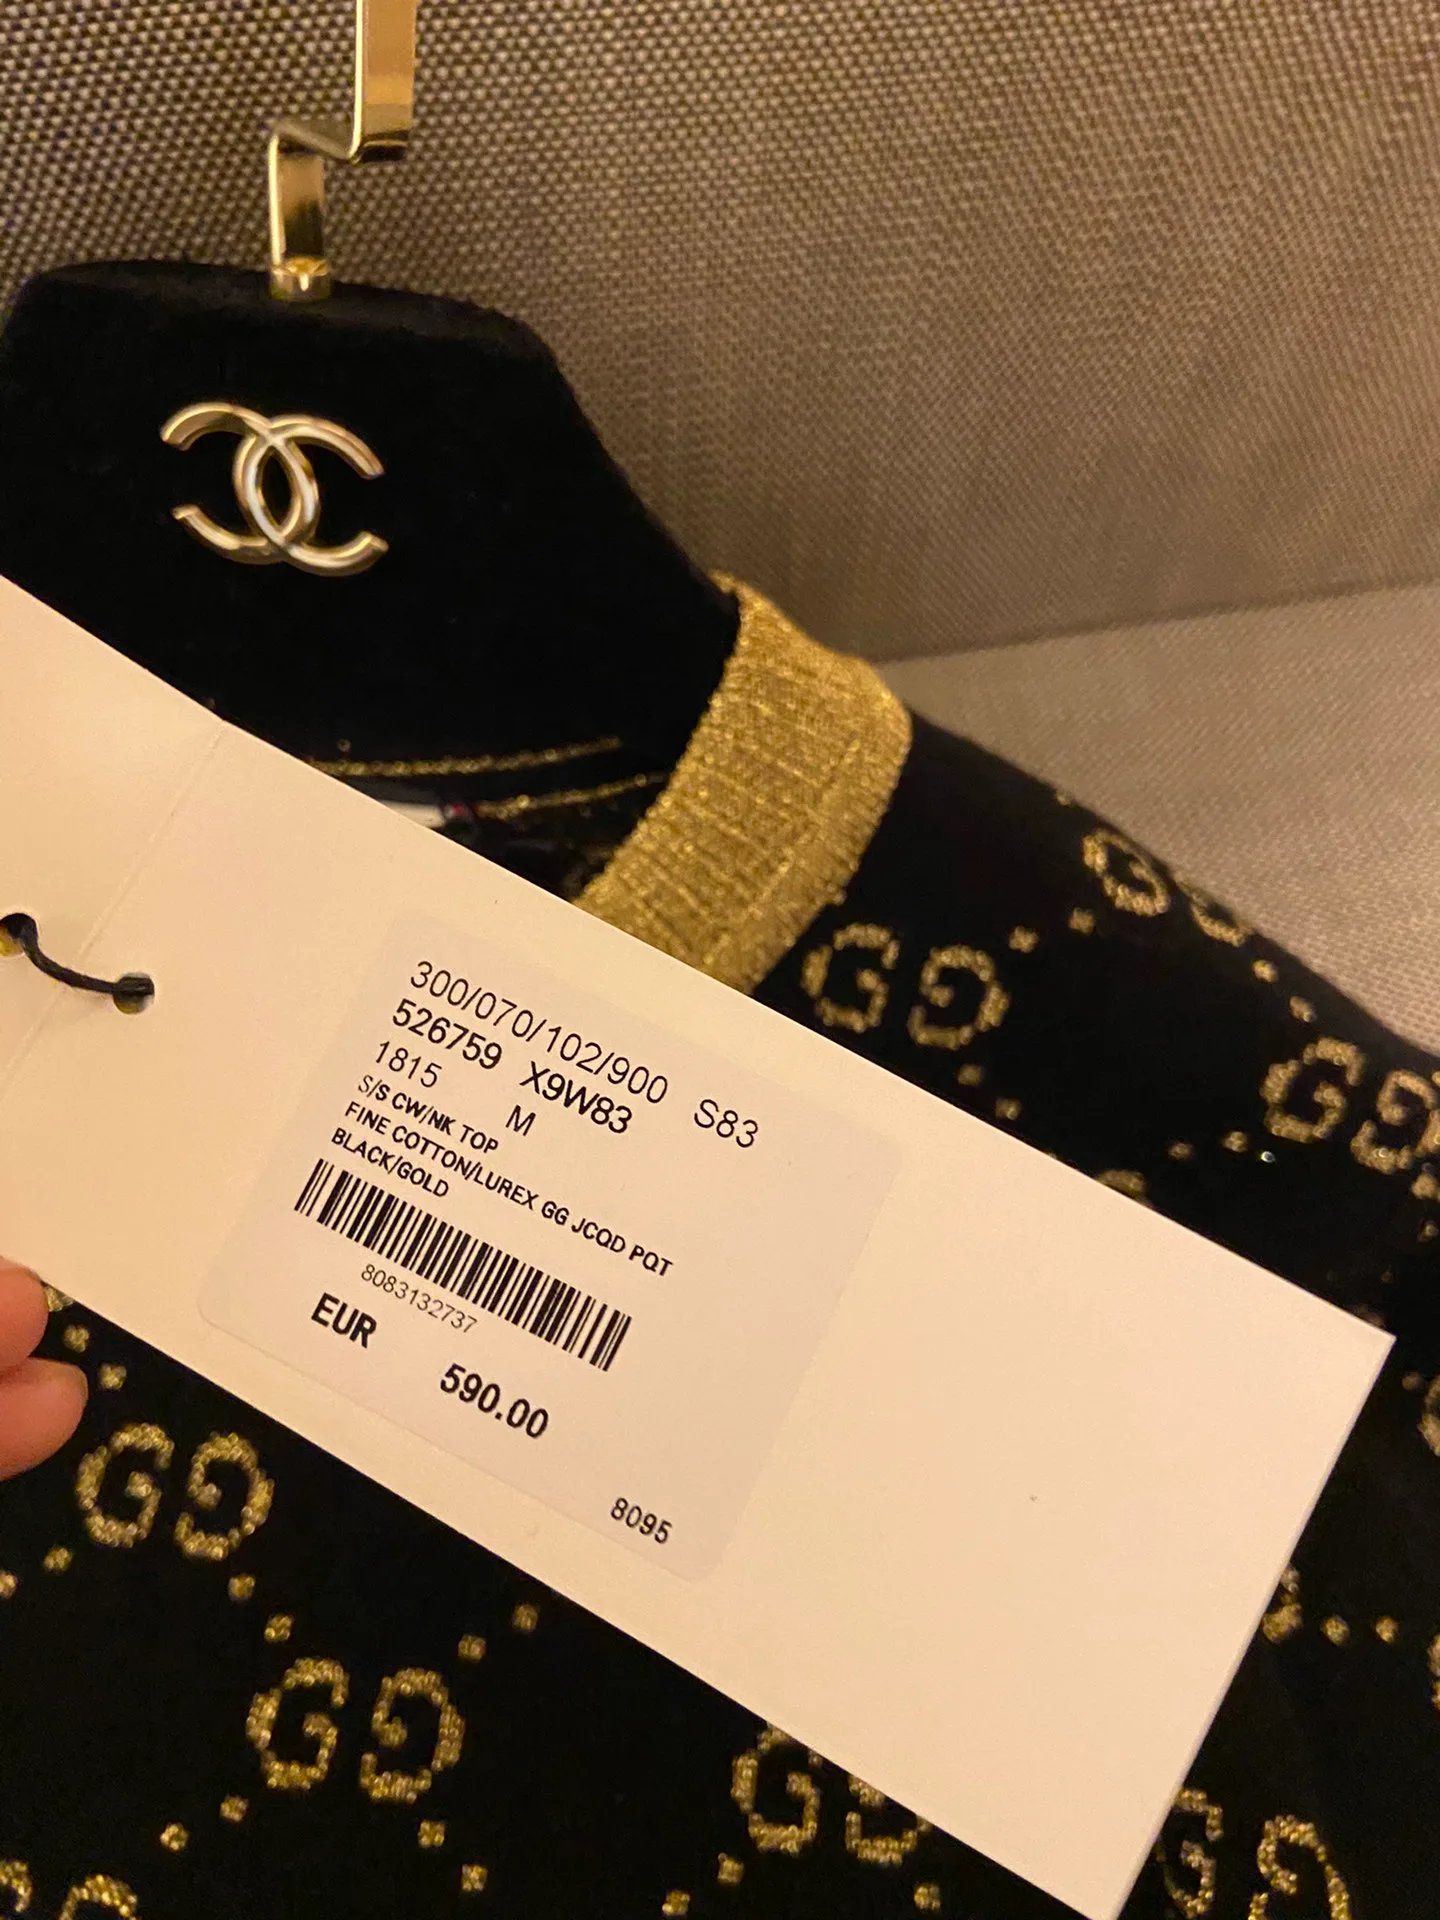 300/070/102/900 S83
526759 X9W83
1815 M
S/S CW/NK TOP
FINE COTTON/LUREX GG JCQD PQT
BLACK/GOLD
8083132737
EUR 590.00
8095